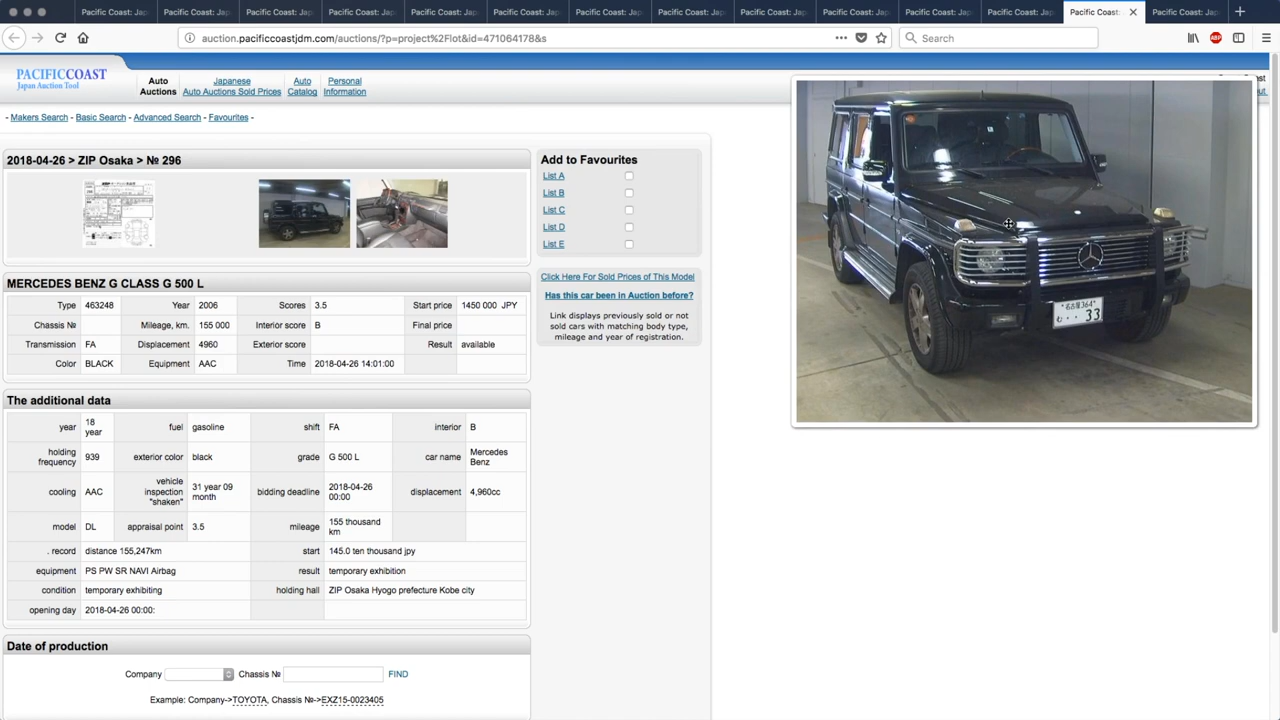 Pacific Coast: Jap
Pacific Coast: Jap
Pacific Coast: Jap
Pacific Coast: Jap
Pacific Coast: Jap
Pacific Coast: Jap
Pacific Coast: Jap
Pacific Coast: Jap
Pacific Coast: Jap
Pacific Coast: Jap
Pacific Coast: Jap
Pacific Coast: Jap
Pacific Coast:
Pacific Coast: Jap
auction.pacificcoastjdm.com/auctions/?p=project%2Flot&id=471064178&s
Search
ABP
PACIFICCOAST
Japan Auction Tool
Auto Auctions
Japanese Auto Auctions Sold Prices
Auto Catalog
Personal Information
- Makers Search - Basic Search - Advanced Search - Favourites -
2018-04-26 > ZIP Osaka > № 296
Add to Favourites
List A
List B
List C
List D
List E
MERCEDES BENZ G CLASS G 500 L
Type 463248 Year 2006 Scores 3.5 Start price 1450 000 JPY
Chassis № Mileage, km. 155 000 Interior score B Final price
Transmission FA Displacement 4960 Exterior score Result available
Color BLACK Equipment AAC Time 2018-04-26 14:01:00
Click Here For Sold Prices of This Model
Has this car been in Auction before?
Link displays previously sold or not
sold cars with matching body type,
mileage and year of registration.
The additional data
year 18 year fuel gasoline shift FA interior B
holding frequency 939 exterior color black grade G 500 L car name Mercedes Benz
cooling AAC vehicle inspection "shaken" 31 year 09 month bidding deadline 2018-04-26 00:00 displacement 4,960cc
model DL appraisal point 3.5 mileage 155 thousand km
. record distance 155,247km start 145.0 ten thousand jpy
equipment PS PW SR NAVI Airbag result temporary exhibition
condition temporary exhibiting holding hall ZIP Osaka Hyogo prefecture Kobe city
opening day 2018-04-26 00:00:
Date of production
Company Chassis № FIND
Example: Company->TOYOTA, Chassis №->EXZ15-0023405
名古屋 364
む ・・33